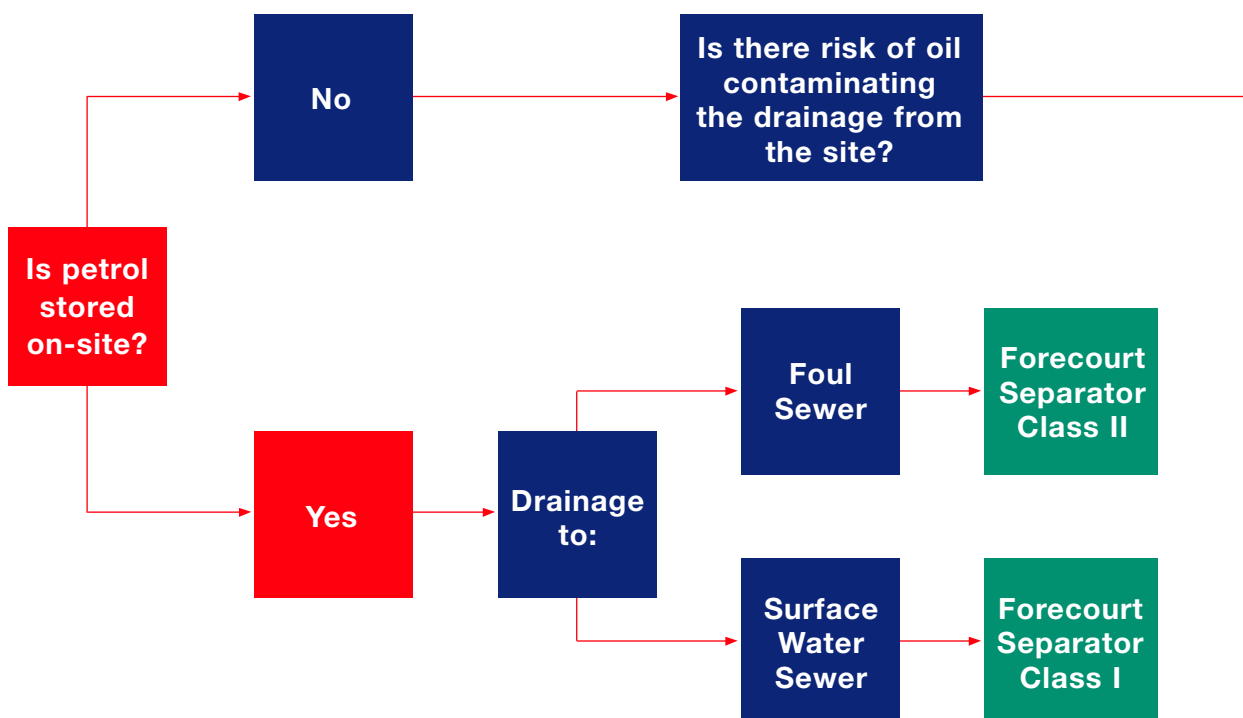 No
Is there risk of oil
contaminating
the drainage from
the site?
Is petrol
stored
on-site?
Yes
Drainage
to:
Foul
Sewer
Forecourt
Separator
Class II
Surface
Water
Sewer
Forecourt
Separator
Class I